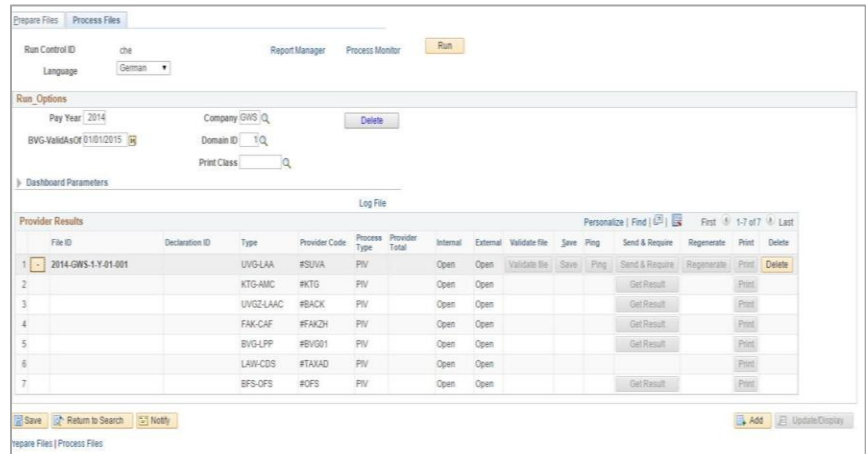 Prepare Files Process Files
Run Control ID che Report Manager Process Monitor Run
Language German
Run_Options
Pay Year 2014 Company GWS Delete
BVG-ValidAsOf 01/01/2015 Domain ID 1
Print Class
Dashboard Parameters
Log File
Provider Results Personalize | Find | First 1-7 of 7 Last
File ID Declaration ID Type Provider Code Process Type Provider Total Internal External Validate file Save Ping Send & Require Regenerate Print Delete
1 - 2014-GWS-1-Y-01-001 UVG-LAA #SUVA PIV Open Open Validate file Save Ping Send & Require Regenerate Print Delete
2 KTG-AMC #KTG PIV Open Open Get Result Print
3 UVGZ-LAAC #BACK PIV Open Open Get Result Print
4 FAK-CAF #FAKZH PIV Open Open Get Result Print
5 BVG-LPP #BVG01 PIV Open Open Get Result Print
6 LAW-CDS #TAXAD PIV Open Open Print
7 BFS-OFS #OFS PIV Open Open Get Result Print
Save Return to Search Notify Add Update/Display
repare Files | Process Files